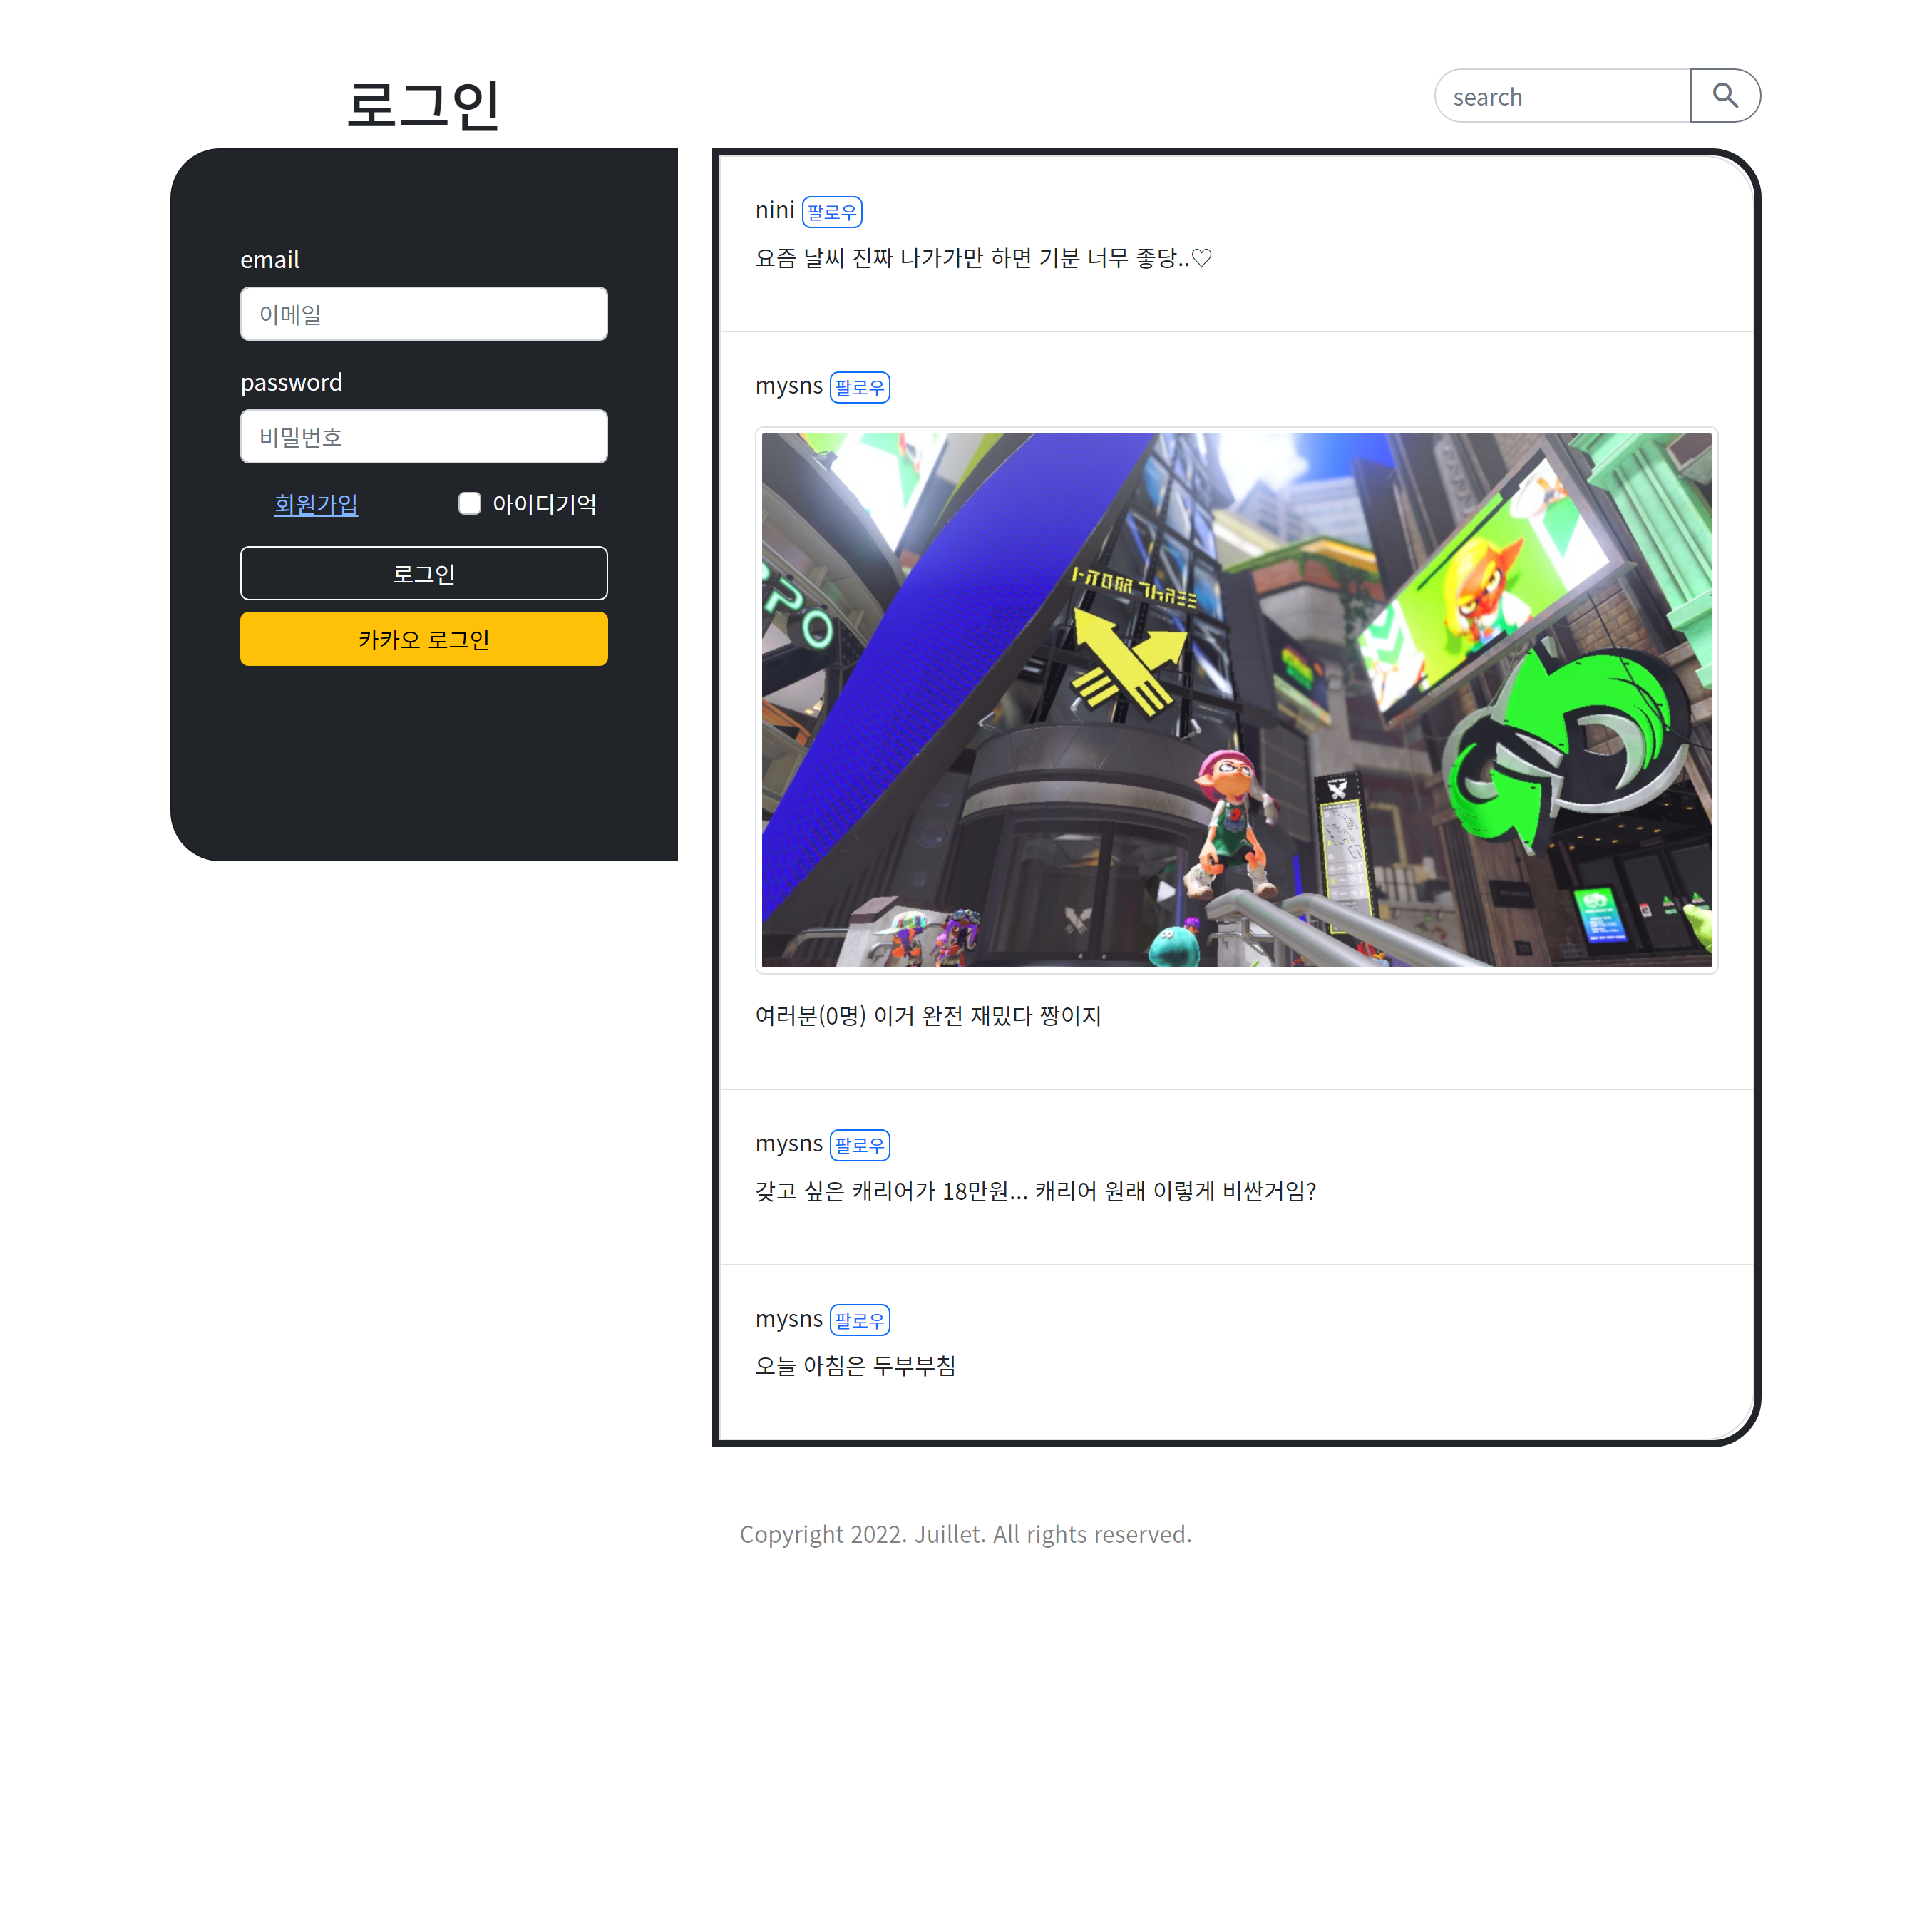 로그인
search
email
이메일
password
비밀번호
회원가입
아이디기억
로그인
카카오 로그인
nini 팔로우
요즘 날씨 진짜 나가가만 하면 기분 너무 좋당..♡
mysns 팔로우
여러분(0명) 이거 완전 재밌다 짱이지
mysns 팔로우
갖고 싶은 캐리어가 18만원... 캐리어 원래 이렇게 비싼거임?
mysns 팔로우
오늘 아침은 두부부침
Copyright 2022. Juillet. All rights reserved.